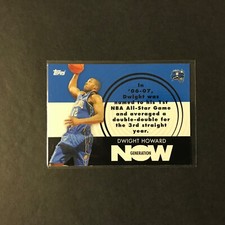 Topps
In
'06-07,
Dwight was
named to his 1st
NBA All-Star Game
and averaged a
double-double for
the 3rd straight
year.
DWIGHT HOWARD
GENERATION
NOW